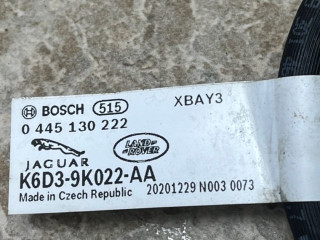 BOSCH 515 XBAY3
0 445 130 222
JAGUAR LAND ROVER
K6D3-9K022-AA
Made in Czech Republic 20201229 N003 0073